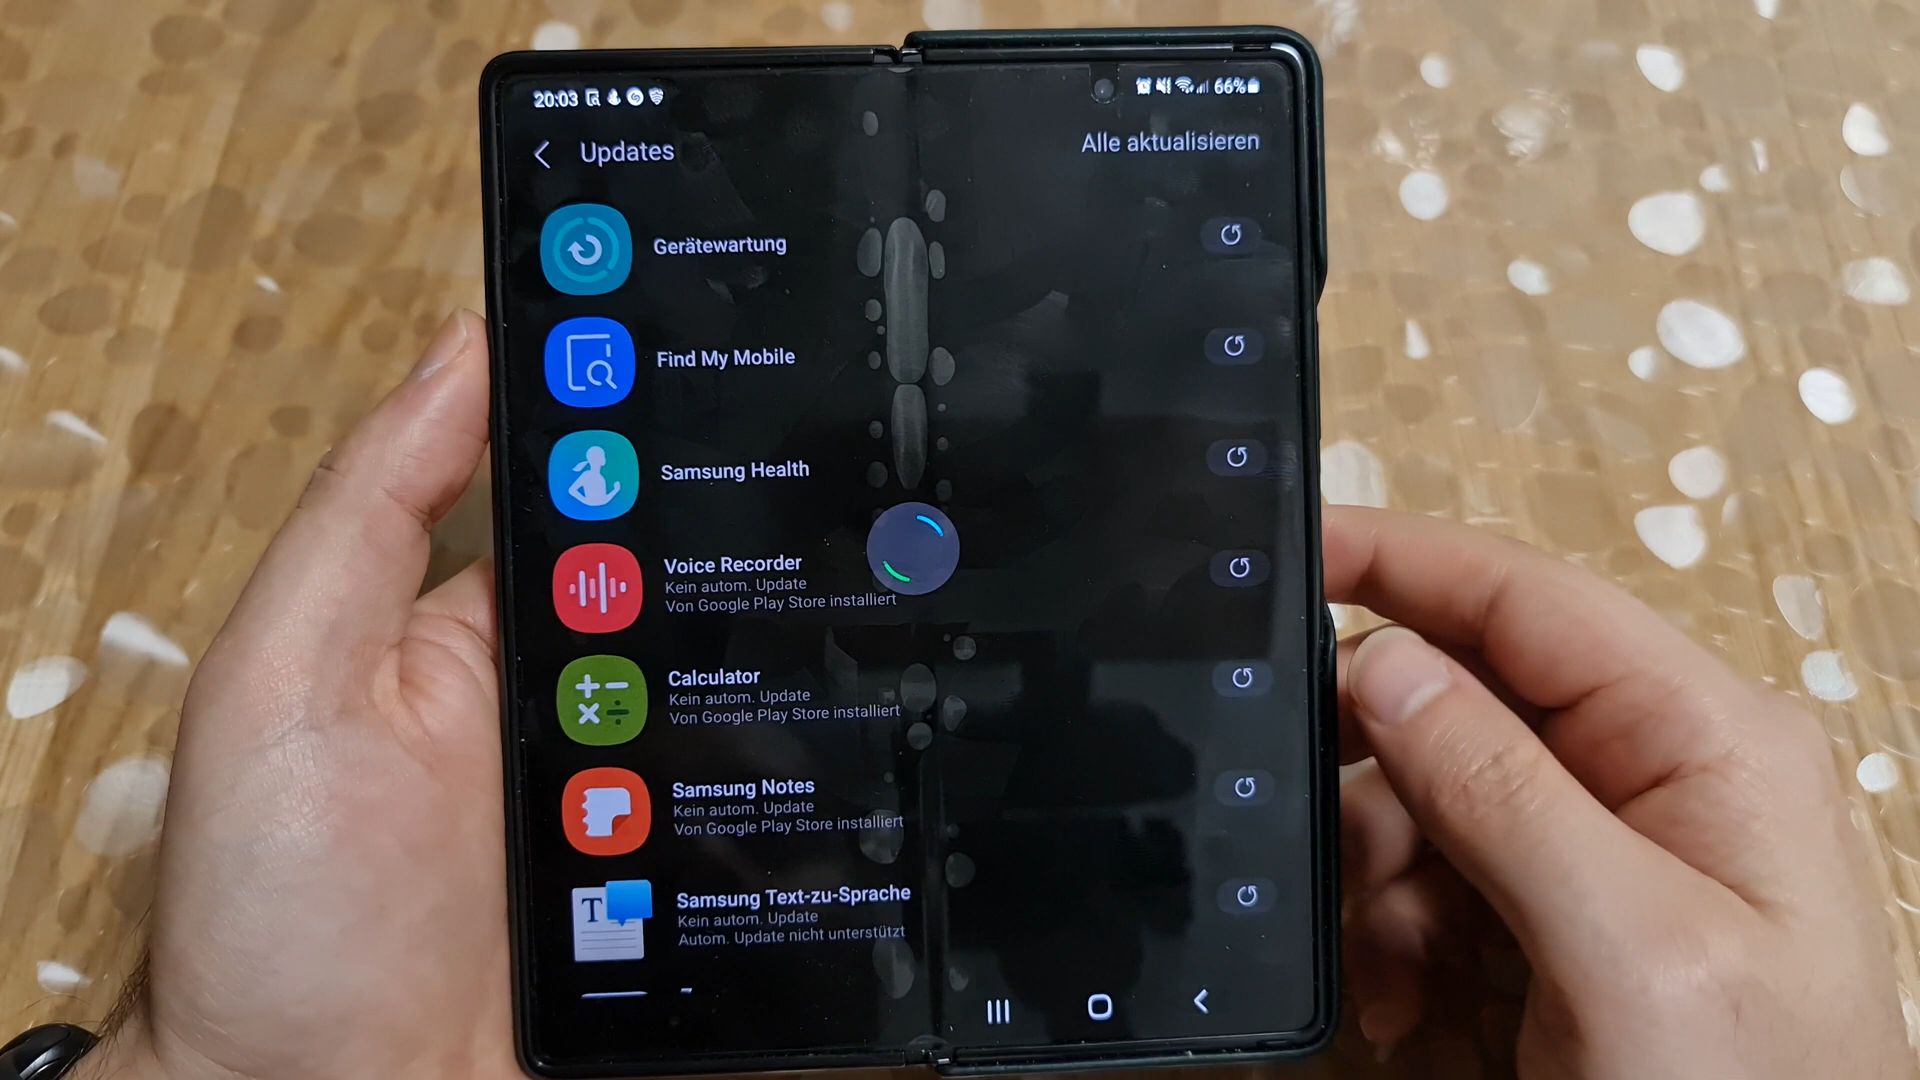 20:03
66%
Updates
Alle aktualisieren
Gerätewartung
Find My Mobile
Samsung Health
Voice Recorder
Kein autom. Update
Von Google Play Store installiert
Calculator
Kein autom. Update
Von Google Play Store installiert
Samsung Notes
Kein autom. Update
Von Google Play Store installiert
T
Samsung Text-zu-Sprache
Kein autom. Update
Autom. Update nicht unterstützt